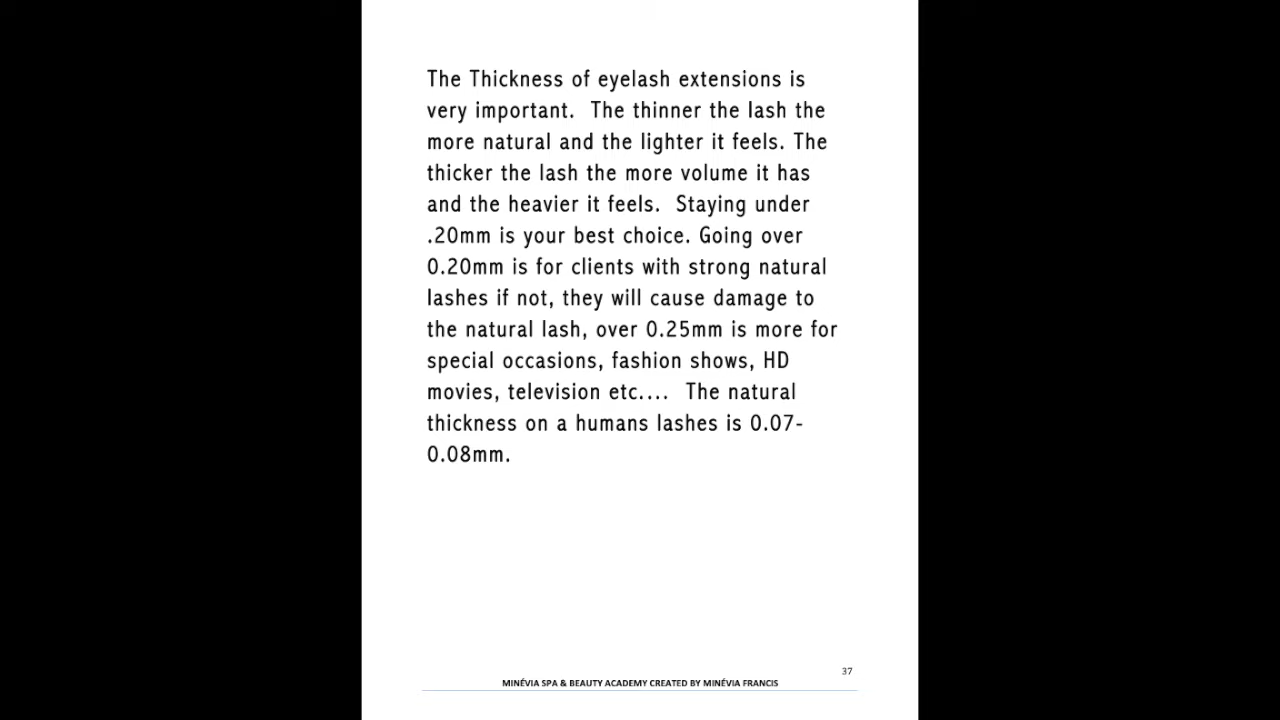 The Thickness of eyelash extensions is
very important.  The thinner the lash the
more natural and the lighter it feels. The
thicker the lash the more volume it has
and the heavier it feels.  Staying under
.20mm is your best choice. Going over
0.20mm is for clients with strong natural
lashes if not, they will cause damage to
the natural lash, over 0.25mm is more for
special occasions, fashion shows, HD
movies, television etc....  The natural
thickness on a humans lashes is 0.07-
0.08mm.
37
MINÉVIA SPA & BEAUTY ACADEMY CREATED BY MINÉVIA FRANCIS